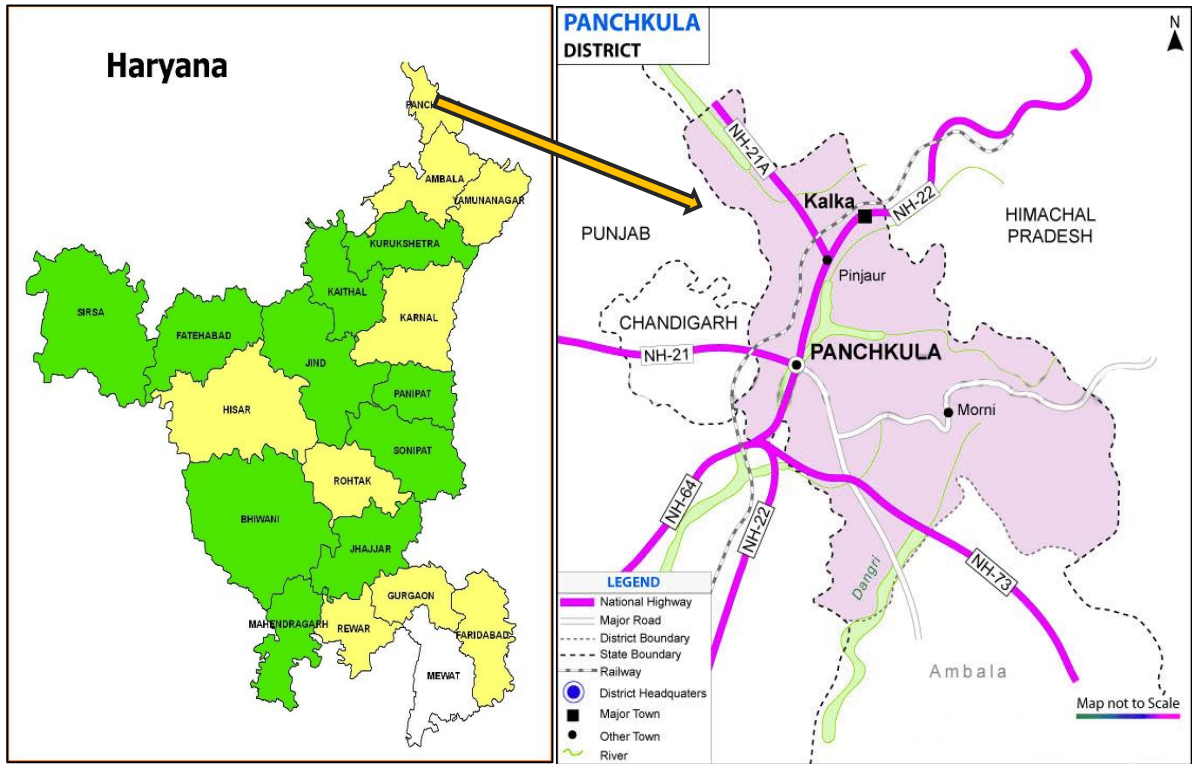 Haryana
PANCH
AMBALA
YAMUNANAGAR
KURUKSHETRA
KAITHAL
KARNAL
SIRSA
FATEHABAD
JIND
PANIPAT
HISAR
SONIPAT
ROHTAK
BHIWANI
JHAJJAR
GURGAON
MAHENDRAGARH
REWAR
FARIDABAD
MEWAT
PANCHKULA
DISTRICT
N
NH-21A
Kalka
NH-22
HIMACHAL
PRADESH
PUNJAB
Pinjaur
CHANDIGARH
NH-21
PANCHKULA
Morni
NH-64
NH-22
NH-73
Dangri
Ambala
Map not to Scale
LEGEND
National Highway
Major Road
District Boundary
State Boundary
Railway
District Headquaters
Major Town
Other Town
River